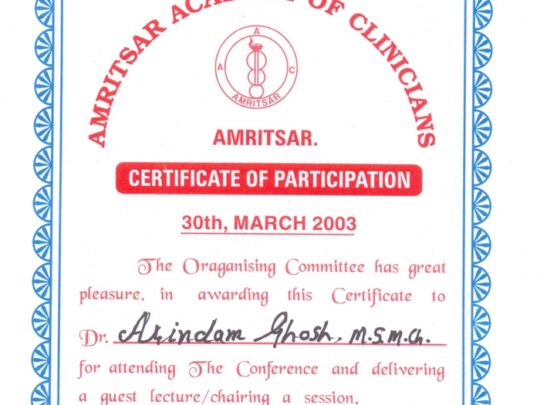 AMRITSAR ACADEMY OF CLINICIANS
A A C
AMRITSAR
AMRITSAR.
CERTIFICATE OF PARTICIPATION
30th, MARCH 2003
The Oraganising Committee has great
pleasure, in awarding this Certificate to
Dr. Arindam Ghosh, M.S.M.Ch.
for attending The Conference and delivering
a guest lecture/chairing a session.